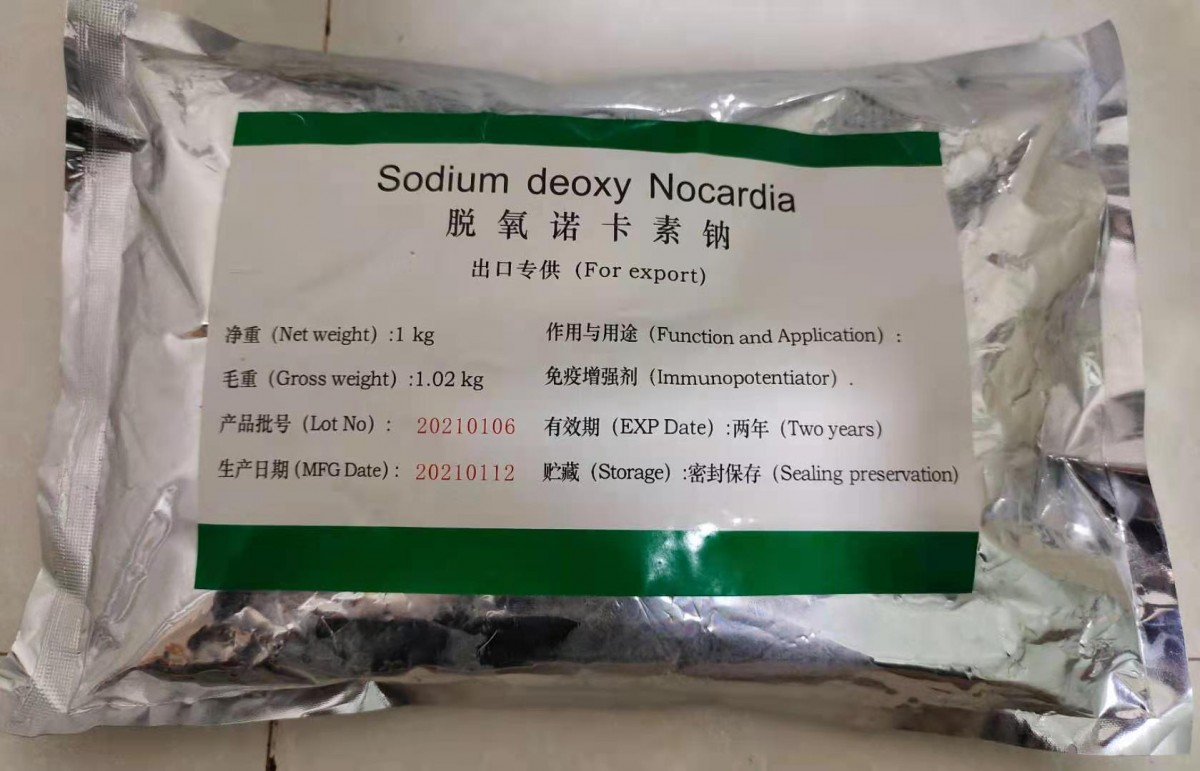 Sodium deoxy Nocardia
脱氧诺卡素钠
出口专供 (For export)
净重 (Net weight) :1 kg
毛重 (Gross weight) :1.02 kg
产品批号 (Lot No) : 20210106
生产日期 (MFG Date) : 20210112
作用与用途 (Function and Application) :
免疫增强剂 (Immunopotentiator) .
有效期 (EXP Date) :两年 (Two years)
贮藏 (Storage) :密封保存 (Sealing preservation)